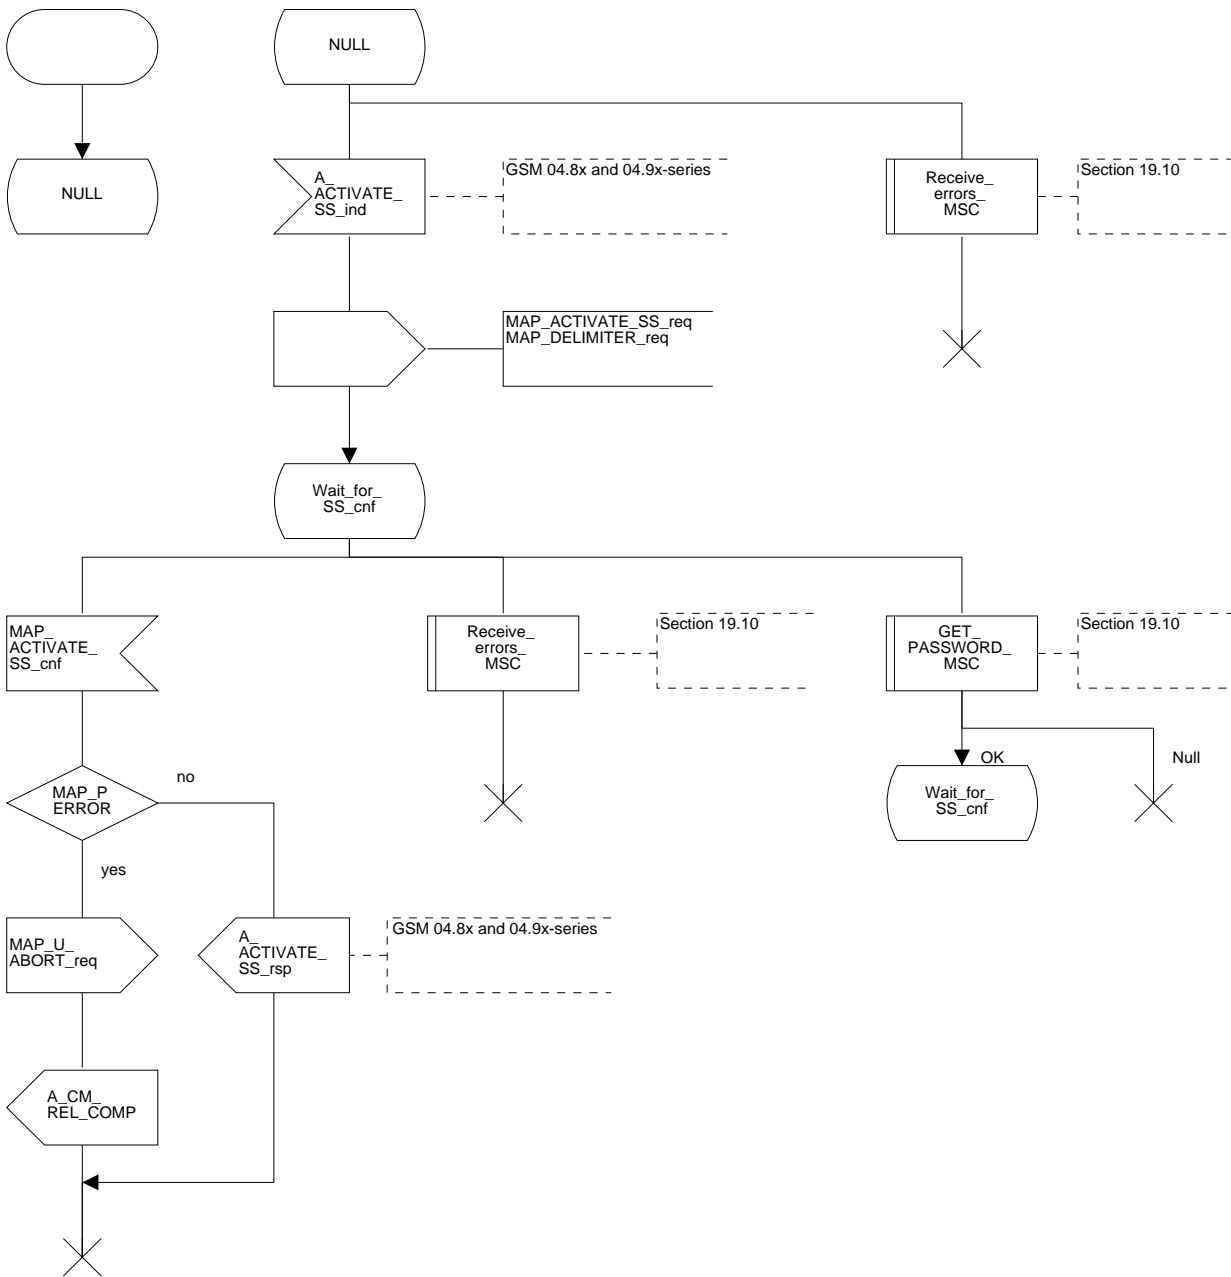 NULL
NULL
A_
ACTIVATE_
SS_ind
GSM 04.8x and 04.9x-series
Receive_
errors_
MSC
Section 19.10
MAP_ACTIVATE_SS_req
MAP_DELIMITER_req
Wait_for_
SS_cnf
MAP_
ACTIVATE_
SS_cnf
Receive_
errors_
MSC
Section 19.10
GET_
PASSWORD_
MSC
Section 19.10
OK
Null
Wait_for_
SS_cnf
MAP_P
ERROR
no
yes
MAP_U_
ABORT_req
A_
ACTIVATE_
SS_rsp
GSM 04.8x and 04.9x-series
A_CM_
REL_COMP